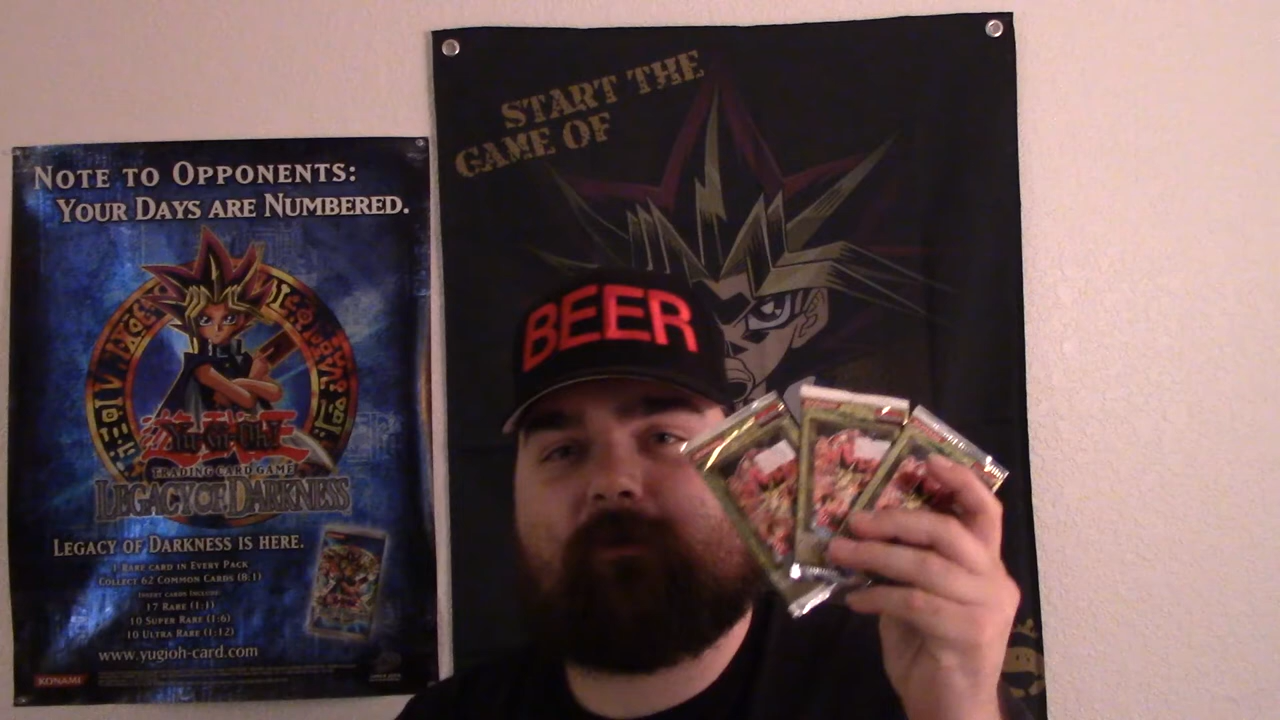 NOTE TO OPPONENTS:
YOUR DAYS ARE NUMBERED.
YU-GI-OH!
TRADING CARD GAME
LEGACY OF DARKNESS
LEGACY OF DARKNESS IS HERE.
1 RARE CARD IN EVERY PACK
COLLECT 62 COMMON CARDS (8:1)
INSERT CARDS INCLUDE:
17 RARE (1:1)
10 SUPER RARE (1:6)
10 ULTRA RARE (1:12)
www.yugioh-card.com
KONAMI
START THE
GAME OF
BEER